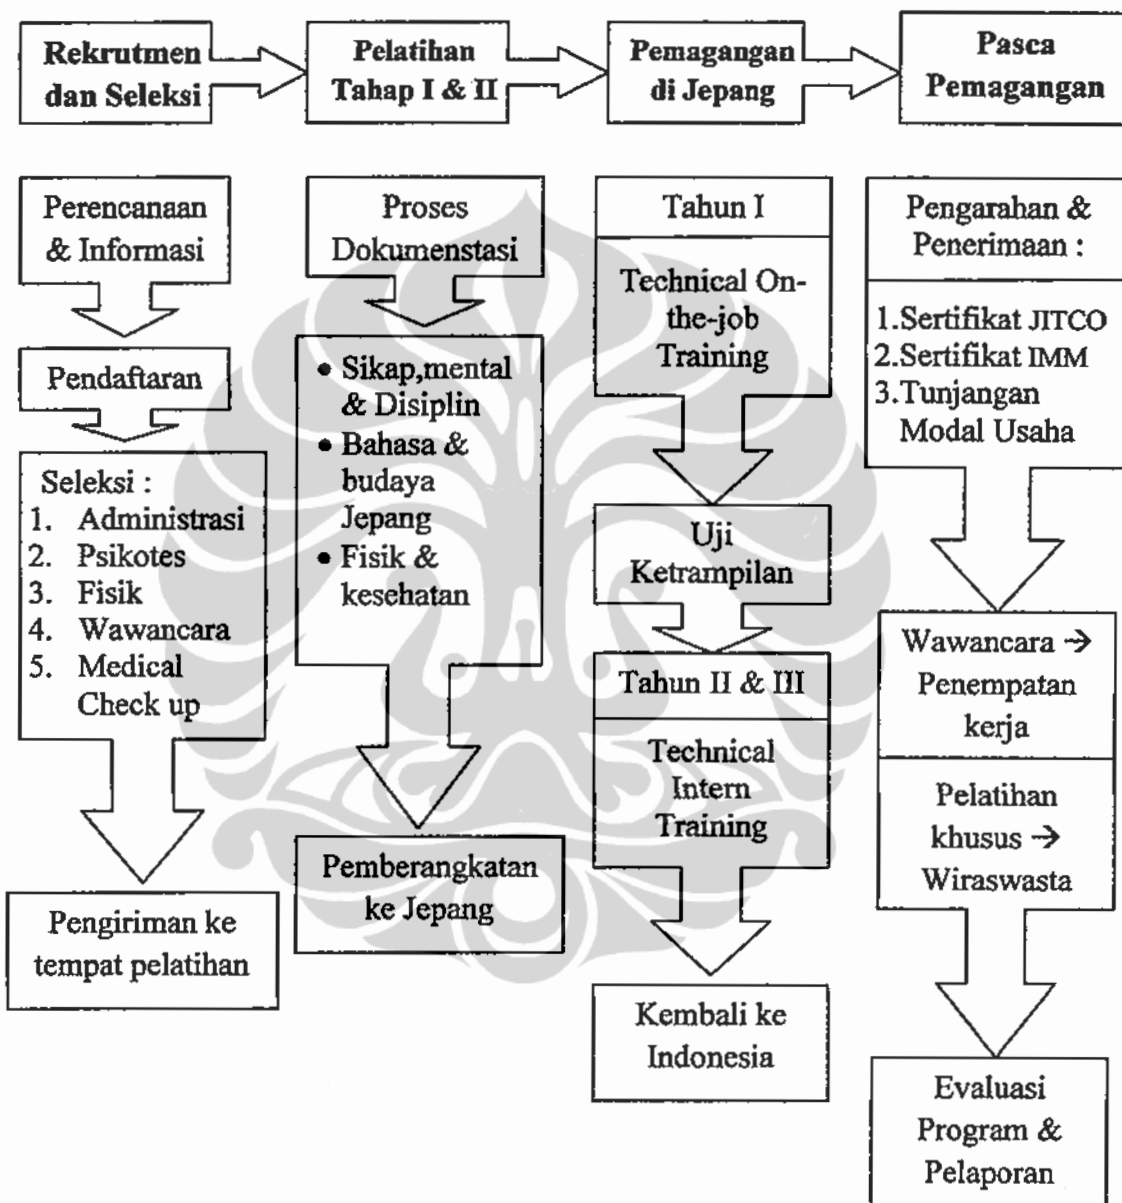 Rekrutmen
dan Seleksi
Pelatihan
Tahap I & II
Pemagangan
di Jepang
Pasca
Pemagangan
Perencanaan
& Informasi
Pendaftaran
Seleksi :
1. Administrasi
2. Psikotes
3. Fisik
4. Wawancara
5. Medical
Check up
Pengiriman ke
tempat pelatihan
Proses
Dokumenstasi
• Sikap,mental
& Disiplin
• Bahasa &
budaya
Jepang
• Fisik &
kesehatan
Pemberangkatan
ke Jepang
Tahun I
Technical On-
the-job
Training
Uji
Ketrampilan
Tahun II & III
Technical
Intern
Training
Kembali ke
Indonesia
Pengarahan &
Penerimaan :
1.Sertifikat JITCO
2.Sertifikat IMM
3.Tunjangan
Modal Usaha
Wawancara →
Penempatan
kerja
Pelatihan
khusus →
Wiraswasta
Evaluasi
Program &
Pelaporan